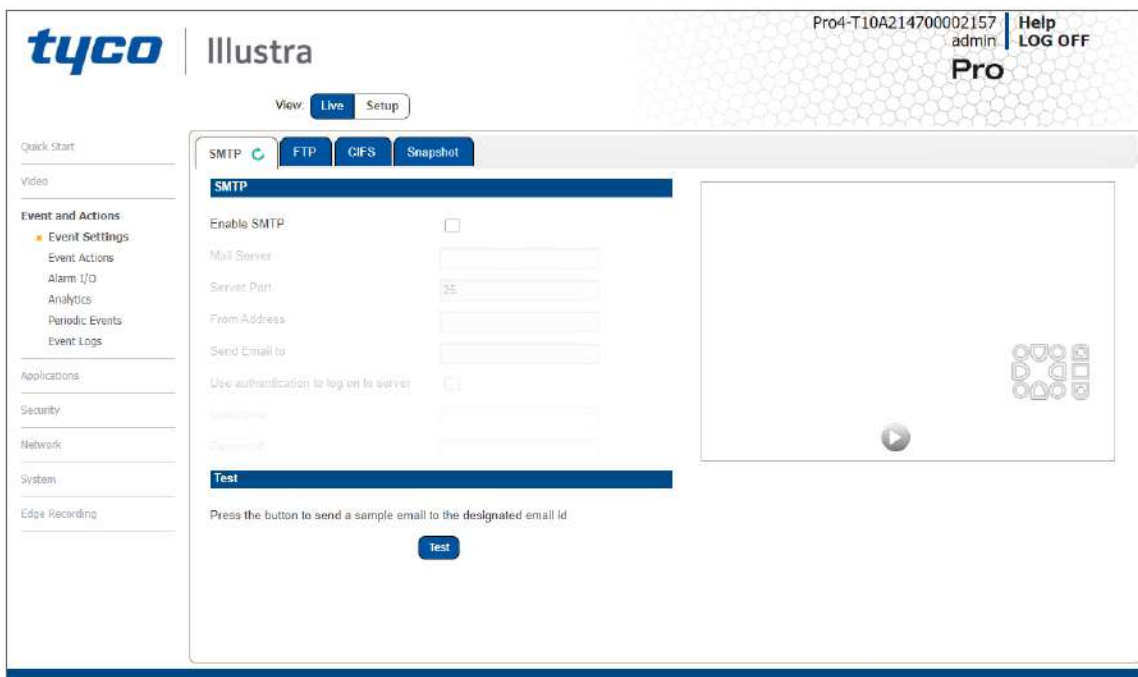 Pro4-T10A214700002157 Help
admin LOG OFF
Pro
tyco Illustra
View: Live Setup
Quick Start
Video
Event and Actions
Event Settings
Event Actions
Alarm I/O
Analytics
Periodic Events
Event Logs
Applications
Security
Network
System
Edge Recording
SMTP FTP CIFS Snapshot
SMTP
Enable SMTP
Mail Server
Server Port 25
From Address
Send Email to
Use authentication to log on to server
Username
Password
Test
Press the button to send a sample email to the designated email id
Test